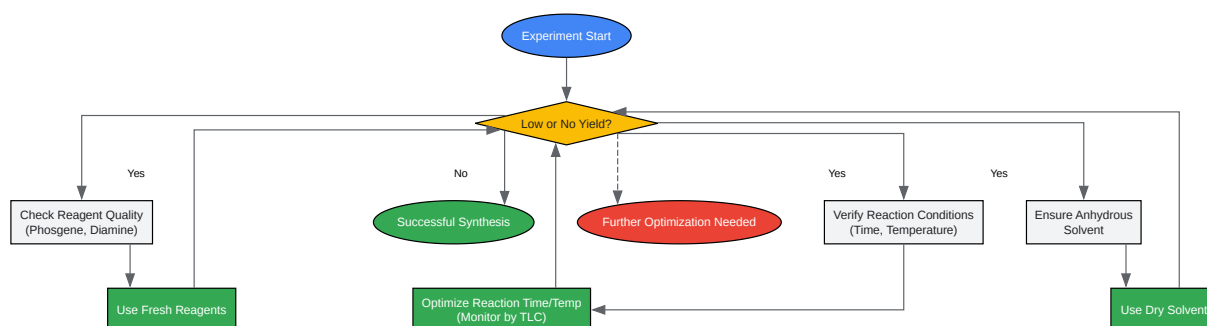 Experiment Start
Low or No Yield?
Yes
No
Yes
Yes
Check Reagent Quality
(Phosgene, Diamine)
Successful Synthesis
Further Optimization Needed
Verify Reaction Conditions
(Time, Temperature)
Ensure Anhydrous
Solvent
Use Fresh Reagents
Optimize Reaction Time/Temp
(Monitor by TLC)
Use Dry Solvent